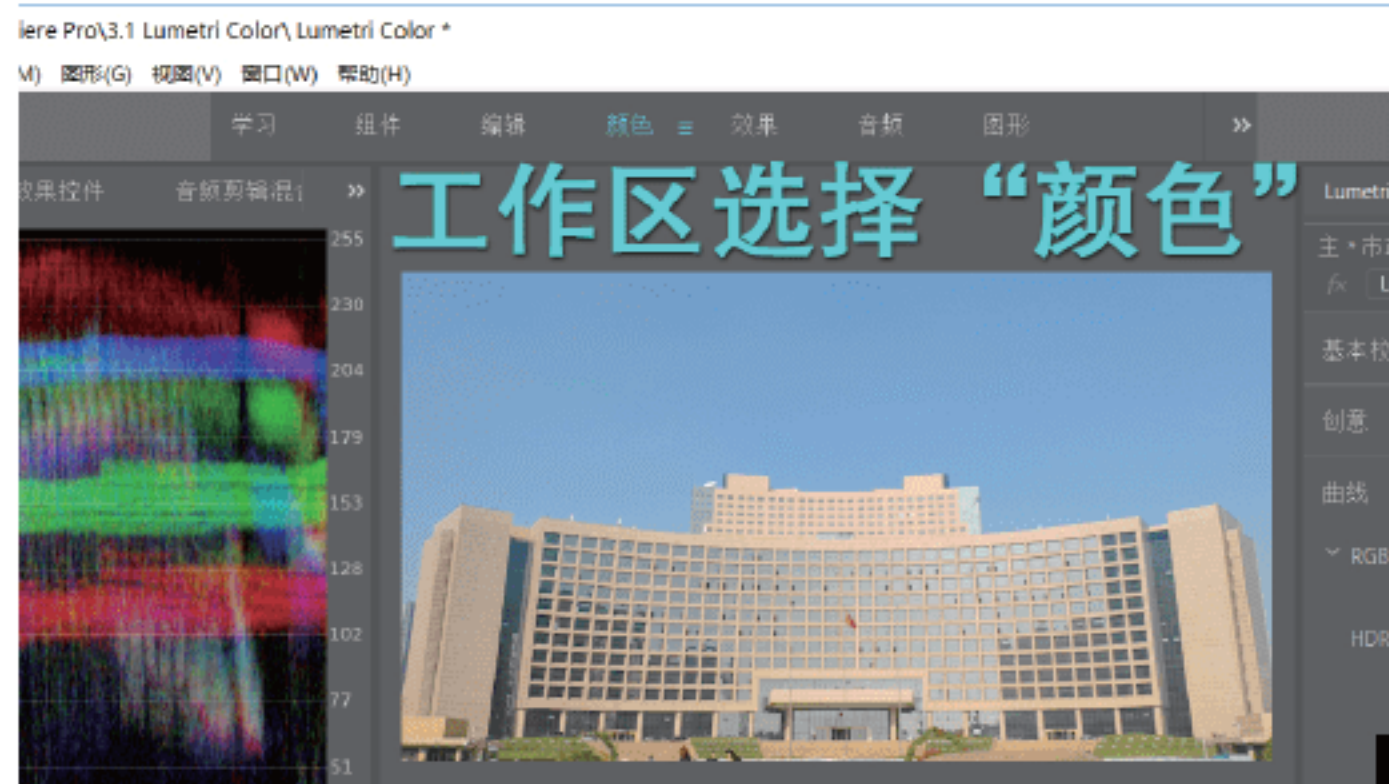 iere Pro\3.1 Lumetri Color\ Lumetri Color *
M) 图形(G) 视图(V) 窗口(W) 帮助(H)
学习 组件 编辑 颜色 ≡ 效果 音频 图形 »
效果控件 音频剪辑混 »
工作区选择“颜色”
Lumetri
主 * 市
fx L
255
230
204
179
153
128
102
77
51
基本校
创意
曲线
RGB
HDR